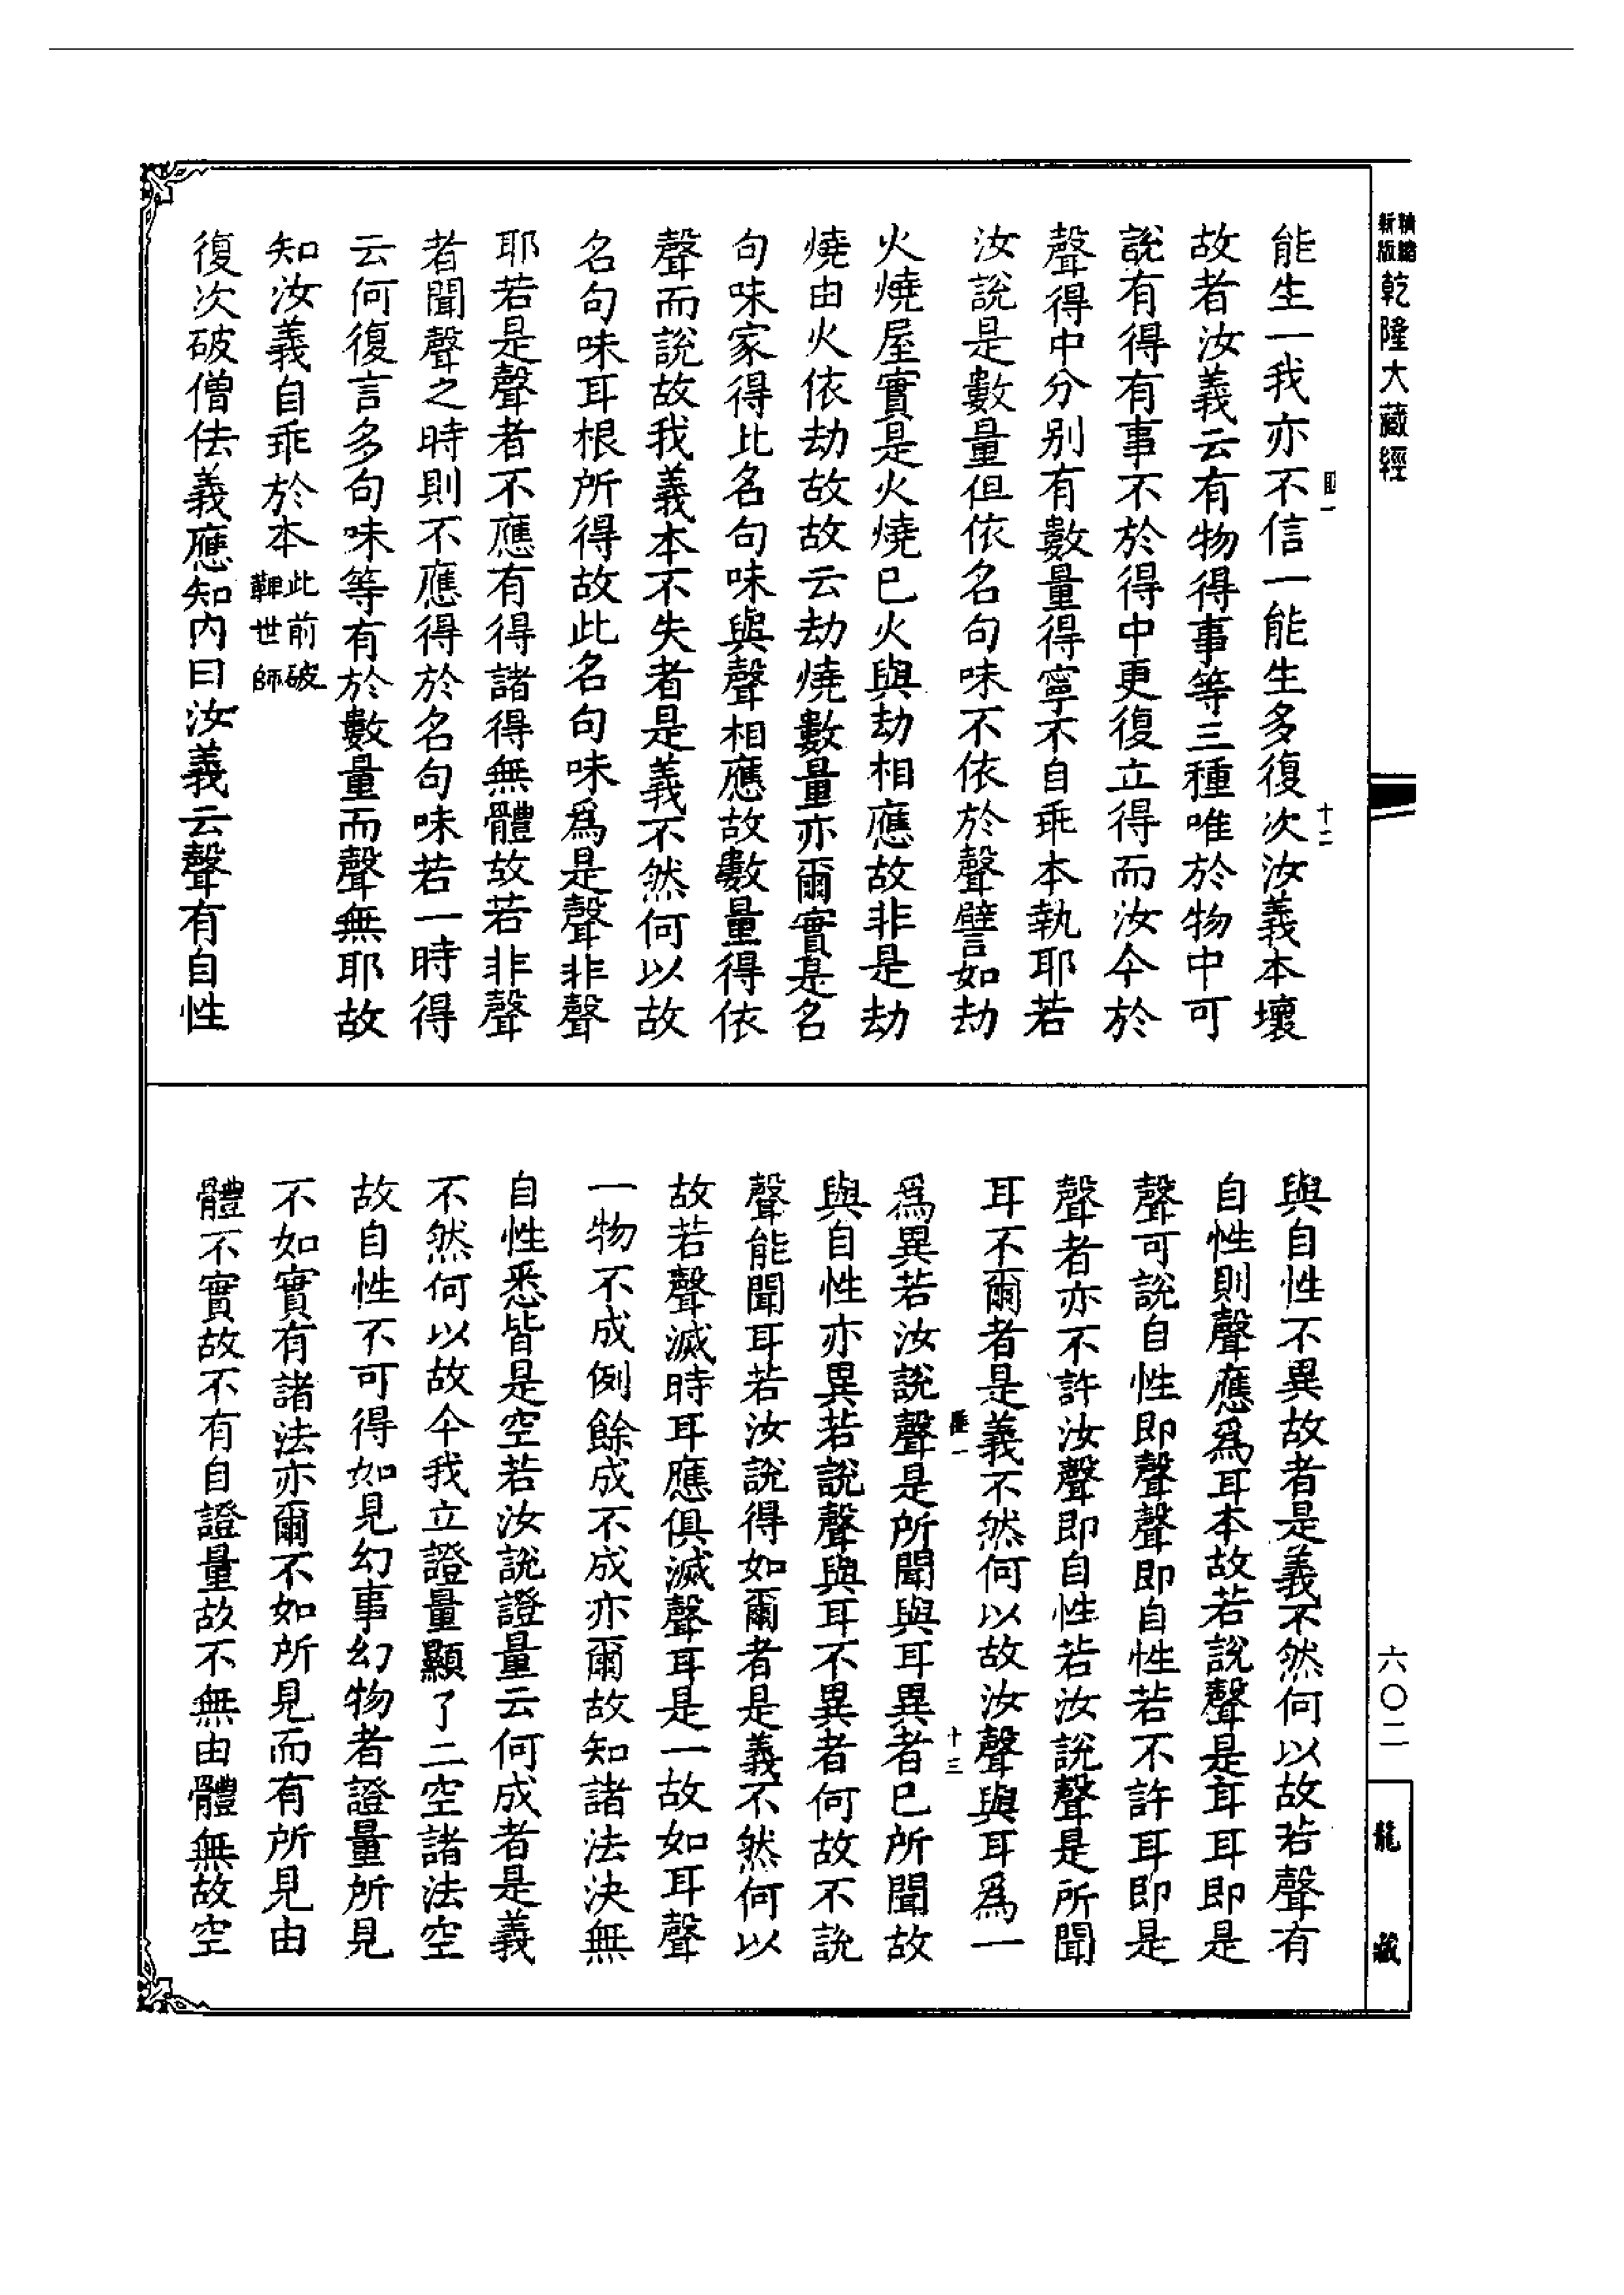 乾隆大藏經
六〇二
龍藏
能生一我亦不信一能生多復次汝義本壞
故者汝義云有物得事等三種唯於物中可
說有得有事不於得中更復立得而汝今於
聲得中分別有數量得寧不自乖本執耶若
汝說是數量但依名句味不依於聲譬如劫
火燒屋實是火燒已火與劫相應故非是劫
燒由火依劫故故云劫燒數量亦爾實是名
句味家得比名句味與聲相應故數量得依
聲而說故我義本不失者是義不然何以故
名句味耳根所得故此名句味爲是聲非聲
耶若是聲者不應有得諸得無體故若非聲
者聞聲之時則不應得於名句味若一時得
云何復言多句味等有於數量而聲無耶故
知汝義自乖於本此前破鞞世師
復次破僧佉義應知內曰汝義云聲有自性
十二
與自性不異故者是義不然何以故若聲有
自性則聲應爲耳本故若說聲是耳耳即是
聲可說自性即聲聲即自性若不許耳即是
聲者亦不許汝聲即自性若汝說聲是所聞
耳不爾者是義不然何以故汝聲與耳爲一
爲異若汝說聲是所聞與耳異者已所聞故
與自性亦異若說聲與耳不異者何故不說
聲能聞耳若汝說得如爾者是義不然何以
故若聲滅時耳應俱滅聲耳是一故如耳聲
一物不成例餘成不成亦爾故知諸法決無
自性悉皆是空若汝說證量云何成者是義
不然何以故今我立證量顯了二空諸法空
故自性不可得如見幻事幻物者證量所見
不如實有諸法亦爾不如所見而有所見由
體不實故不有自證量故不無由體無故空
十三